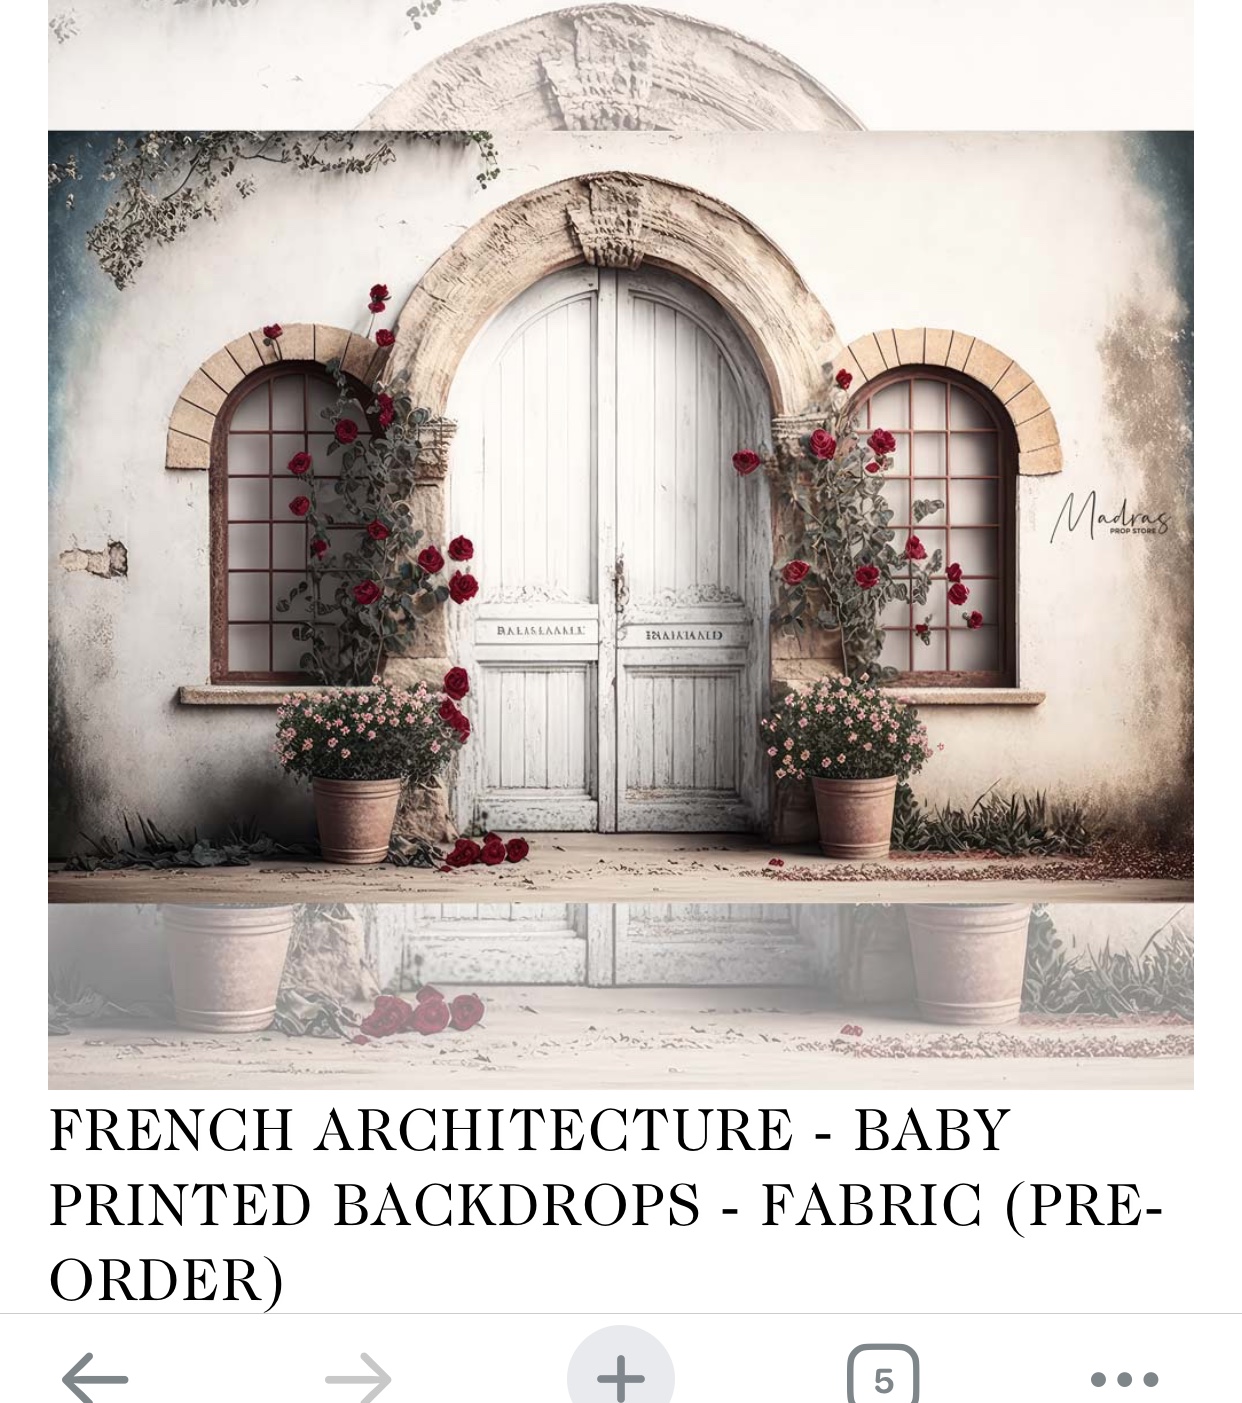 Madras
PROP STORE
FRENCH ARCHITECTURE - BABY
PRINTED BACKDROPS - FABRIC (PRE-
ORDER)
5